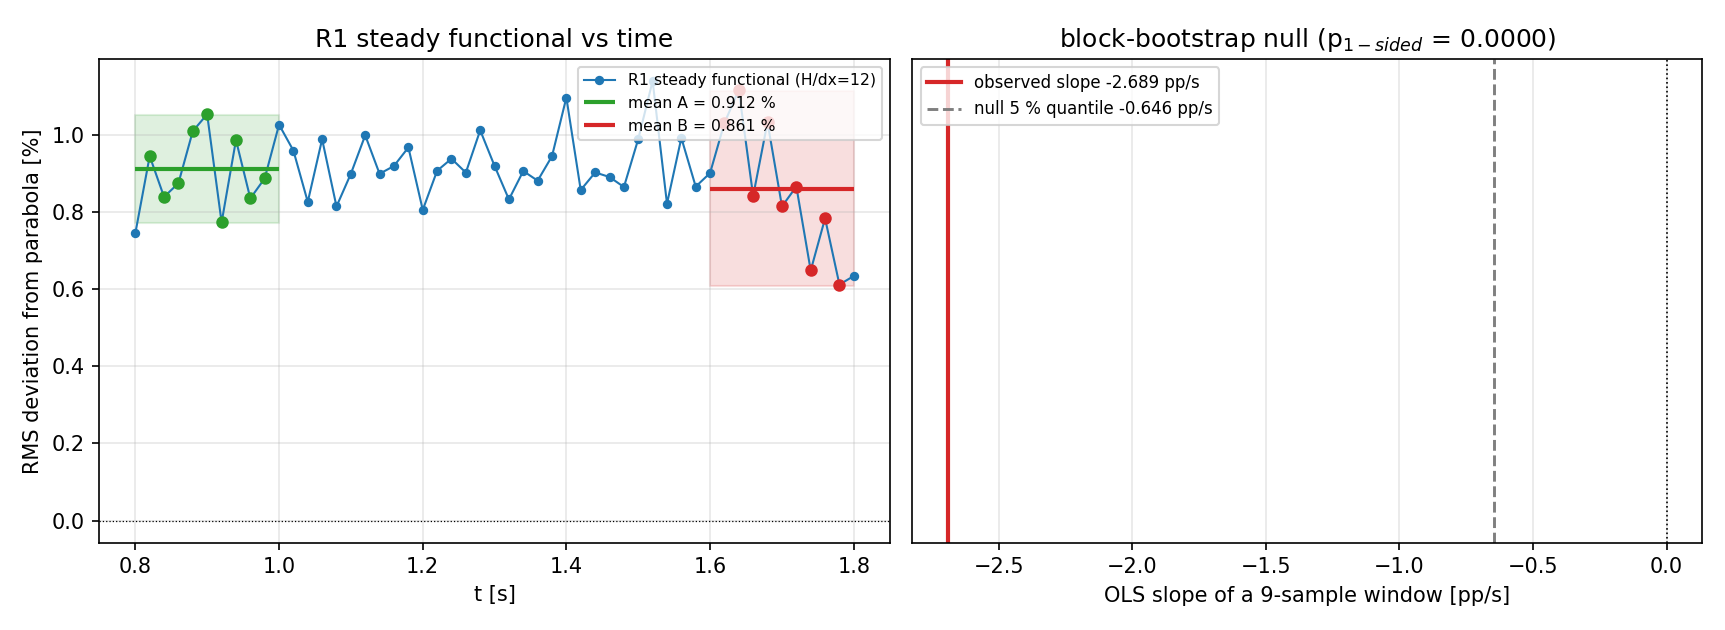 R1 steady functional vs time
RMS deviation from parabola [%]
1.0
0.8
0.6
0.4
0.2
0.0
R1 steady functional (H/dx=12)
mean A = 0.912 %
mean B = 0.861 %
0.8 1.0 1.2 1.4 1.6 1.8
t [s]
block-bootstrap null (p1−sided = 0.0000)
observed slope -2.689 pp/s
null 5 % quantile -0.646 pp/s
−2.5 −2.0 −1.5 −1.0 −0.5 0.0
OLS slope of a 9-sample window [pp/s]